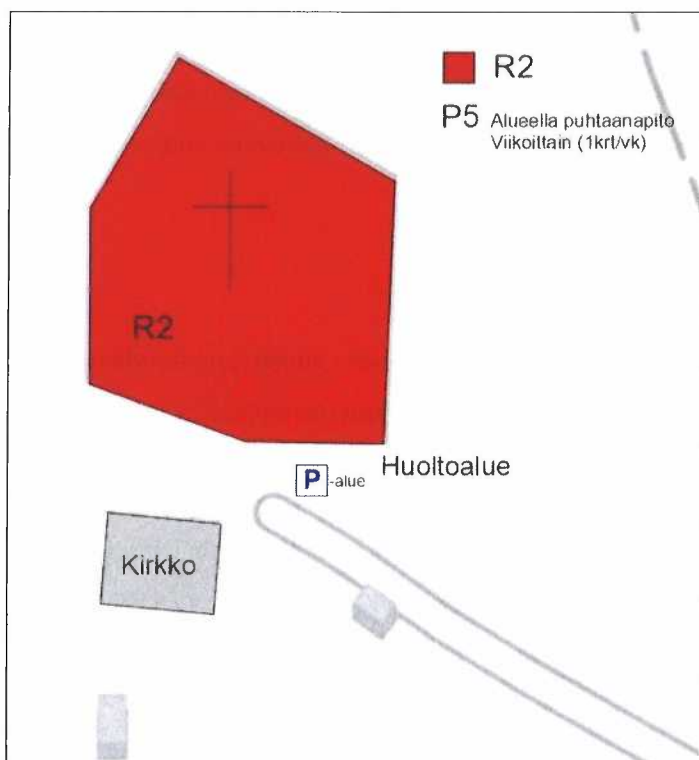 R2
P5 Alueella puhtaanapito
Viikoittain (1krt/vk)
R2
P-alue Huoltoalue
Kirkko